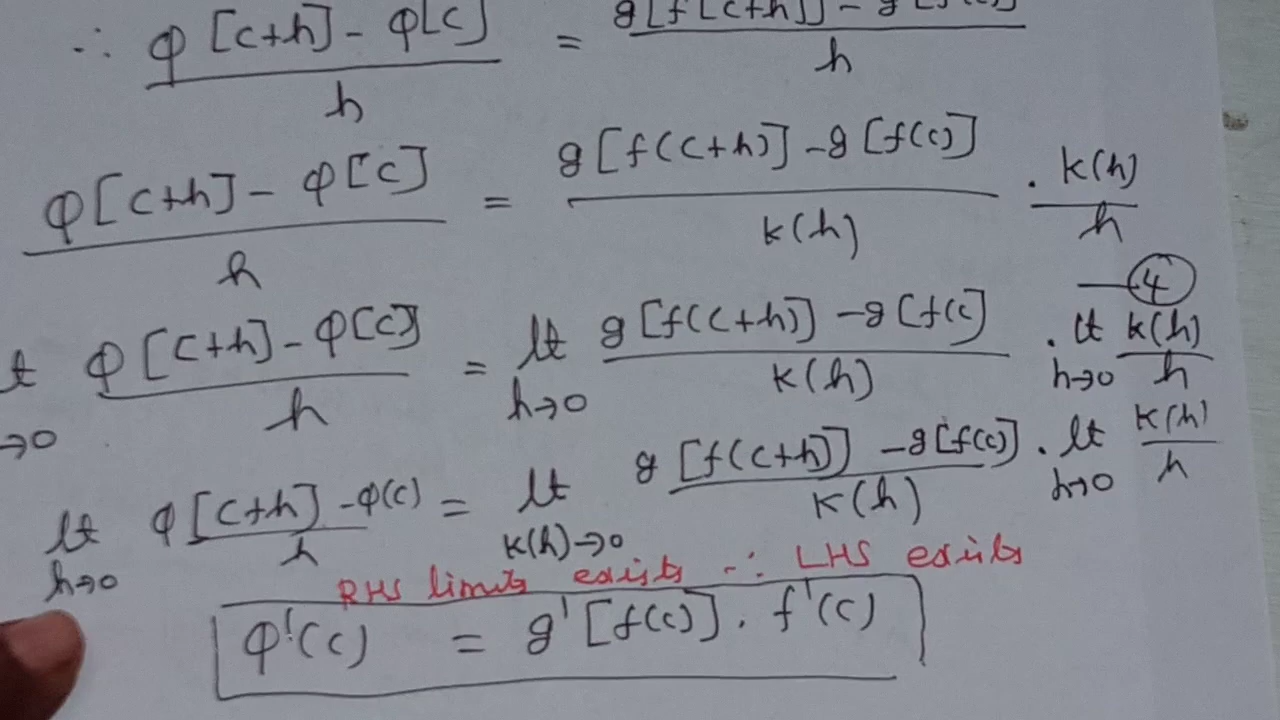 ∴ φ[c+h] - φ[c] / h = g[f[c+h]] - g[f(c)] / h
φ[c+h] - φ[c] / h = g[f(c+h)] - g[f(c)] / k(h) . k(h) / h
— ④
lt →0 φ[c+h] - φ[c] / h = lt h→0 g[f(c+h)] - g[f(c] / k(h) . lt h→0 k(h) / h
lt h→0 φ[c+h] - φ(c) / h = lt k(h)→0 g[f(c+h)] - g[f(c)] / k(h) . lt h→0 k(h) / h
RHS limits exists ∴ LHS exists
φ'(c) = g'[f(c)] . f'(c)